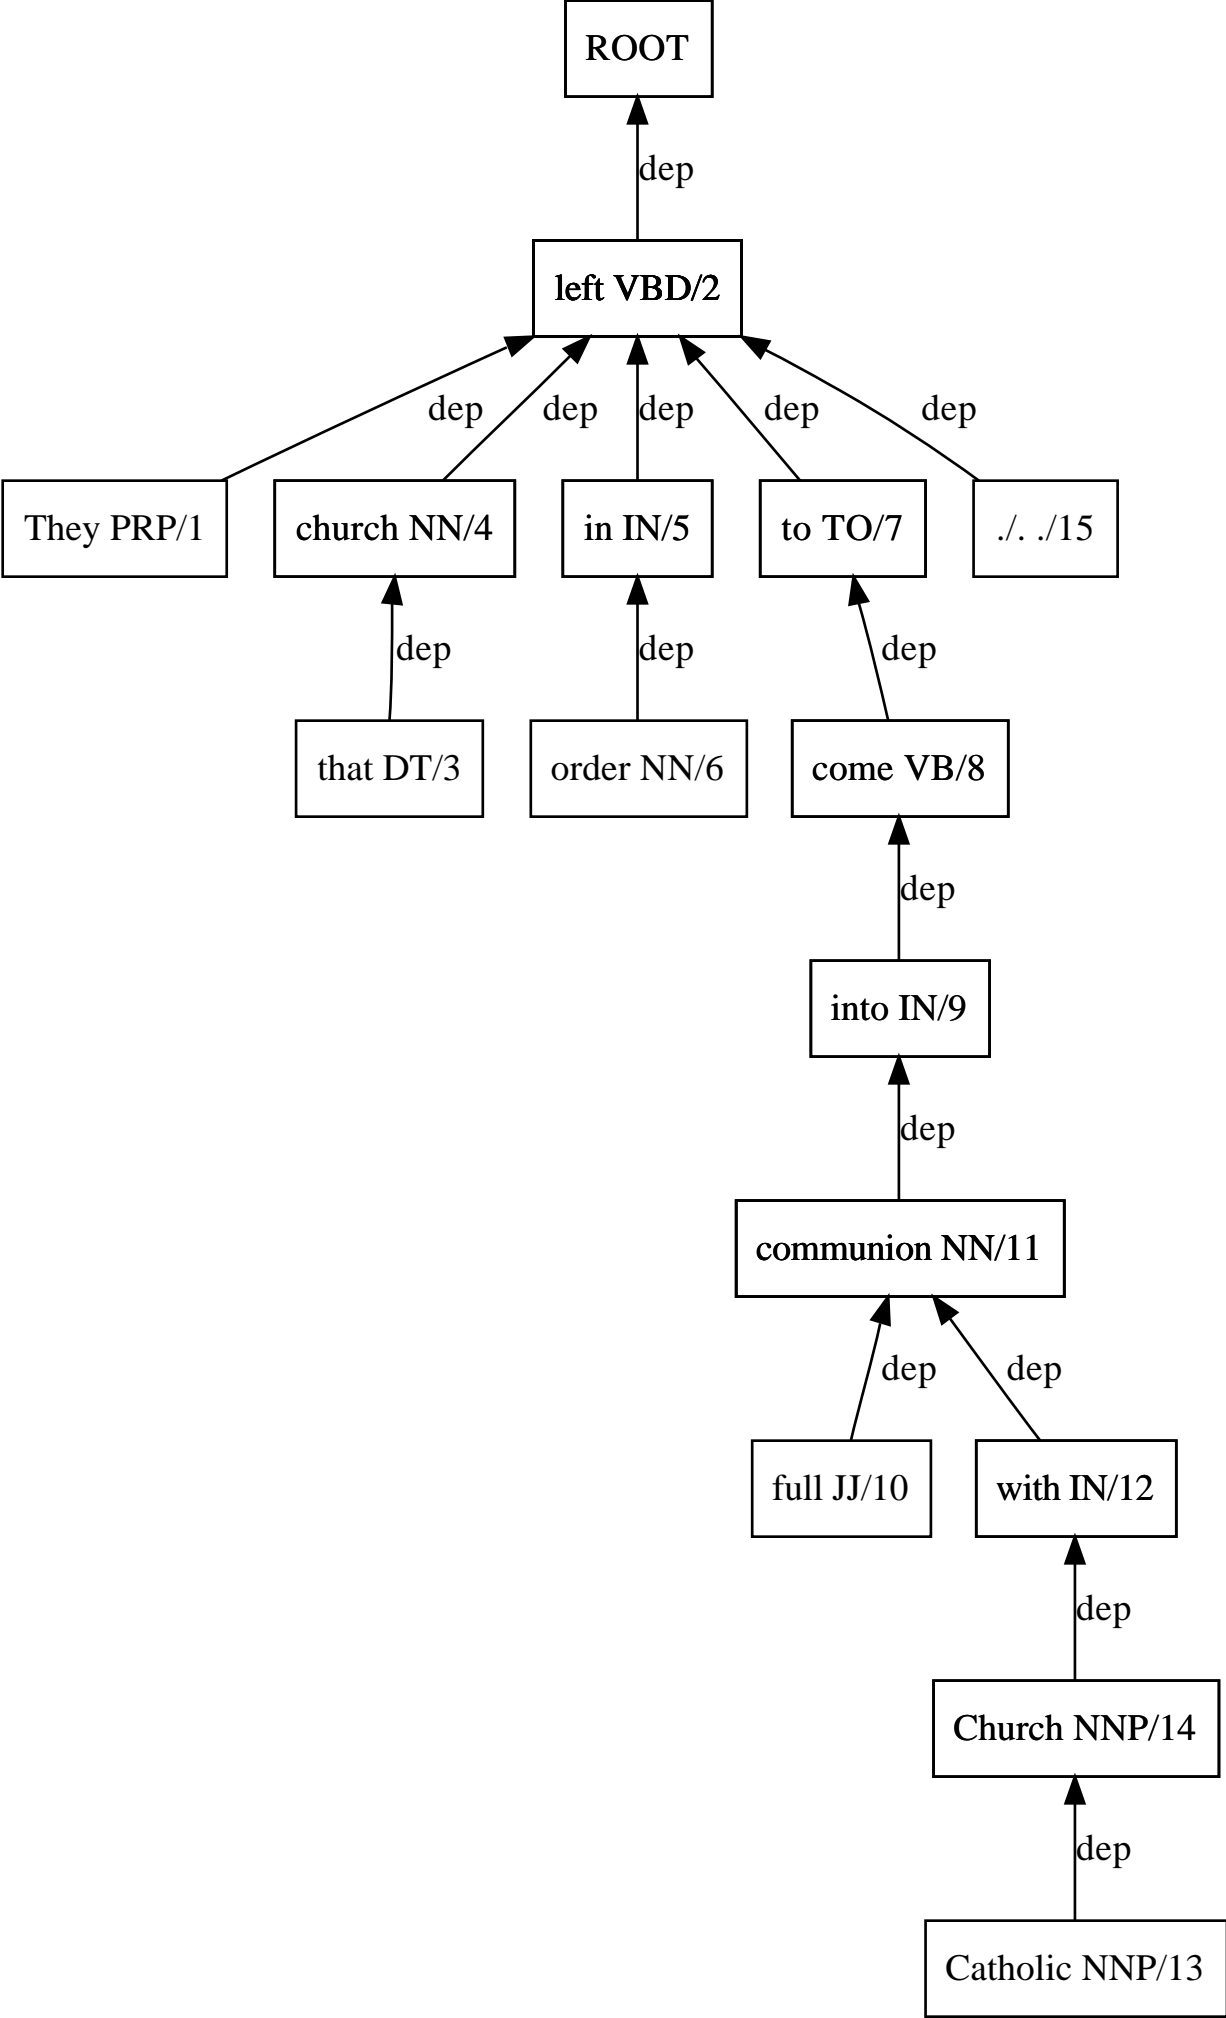 ROOT
dep
left VBD/2
dep dep dep dep dep
They PRP/1 church NN/4 in IN/5 to TO/7 ./. ./15
dep dep dep
that DT/3 order NN/6 come VB/8
dep
into IN/9
dep
communion NN/11
dep dep
full JJ/10 with IN/12
dep
Church NNP/14
dep
Catholic NNP/13